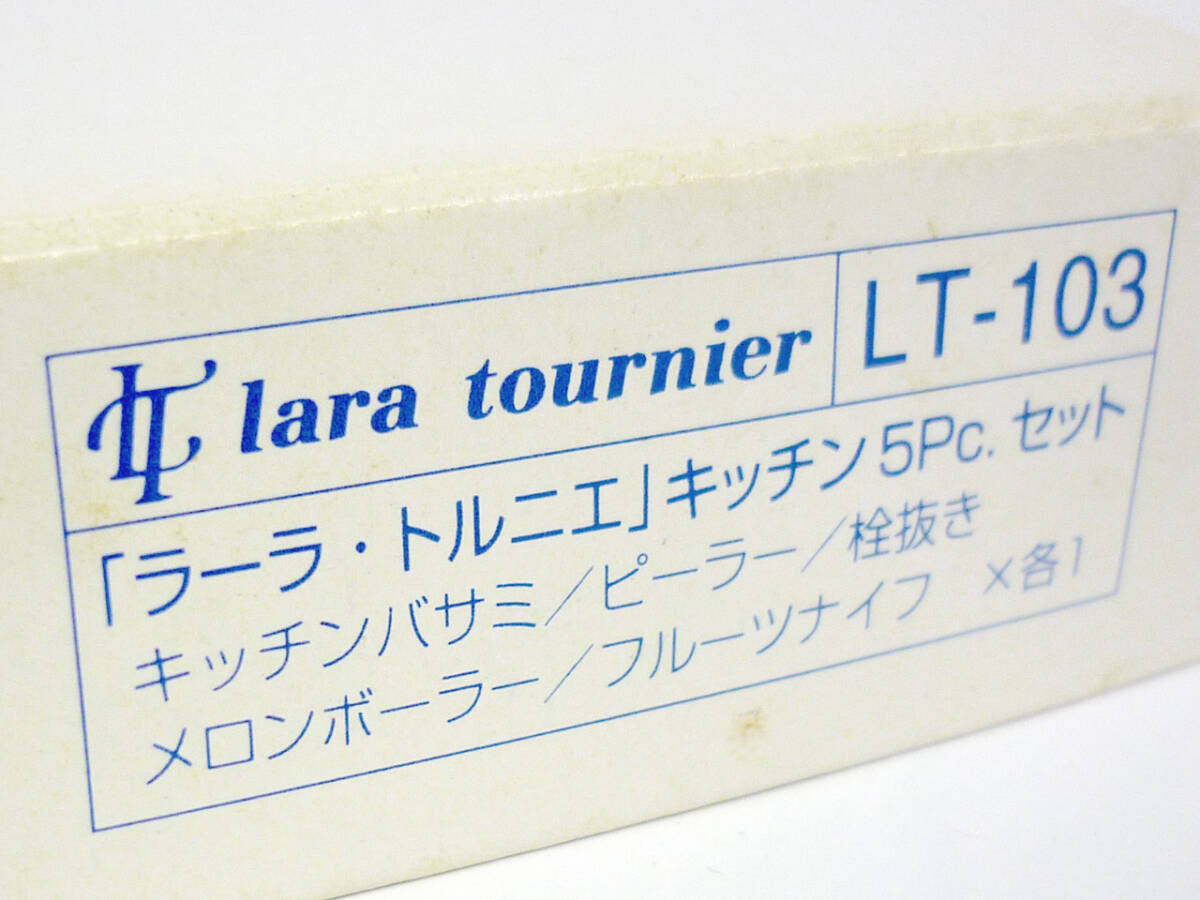 LT lara tournier LT-103
「ラーラ・トルニエ」キッチン5Pc.セット
キッチンバサミ/ピーラー/栓抜き
メロンボーラー/フルーツナイフ ×各1